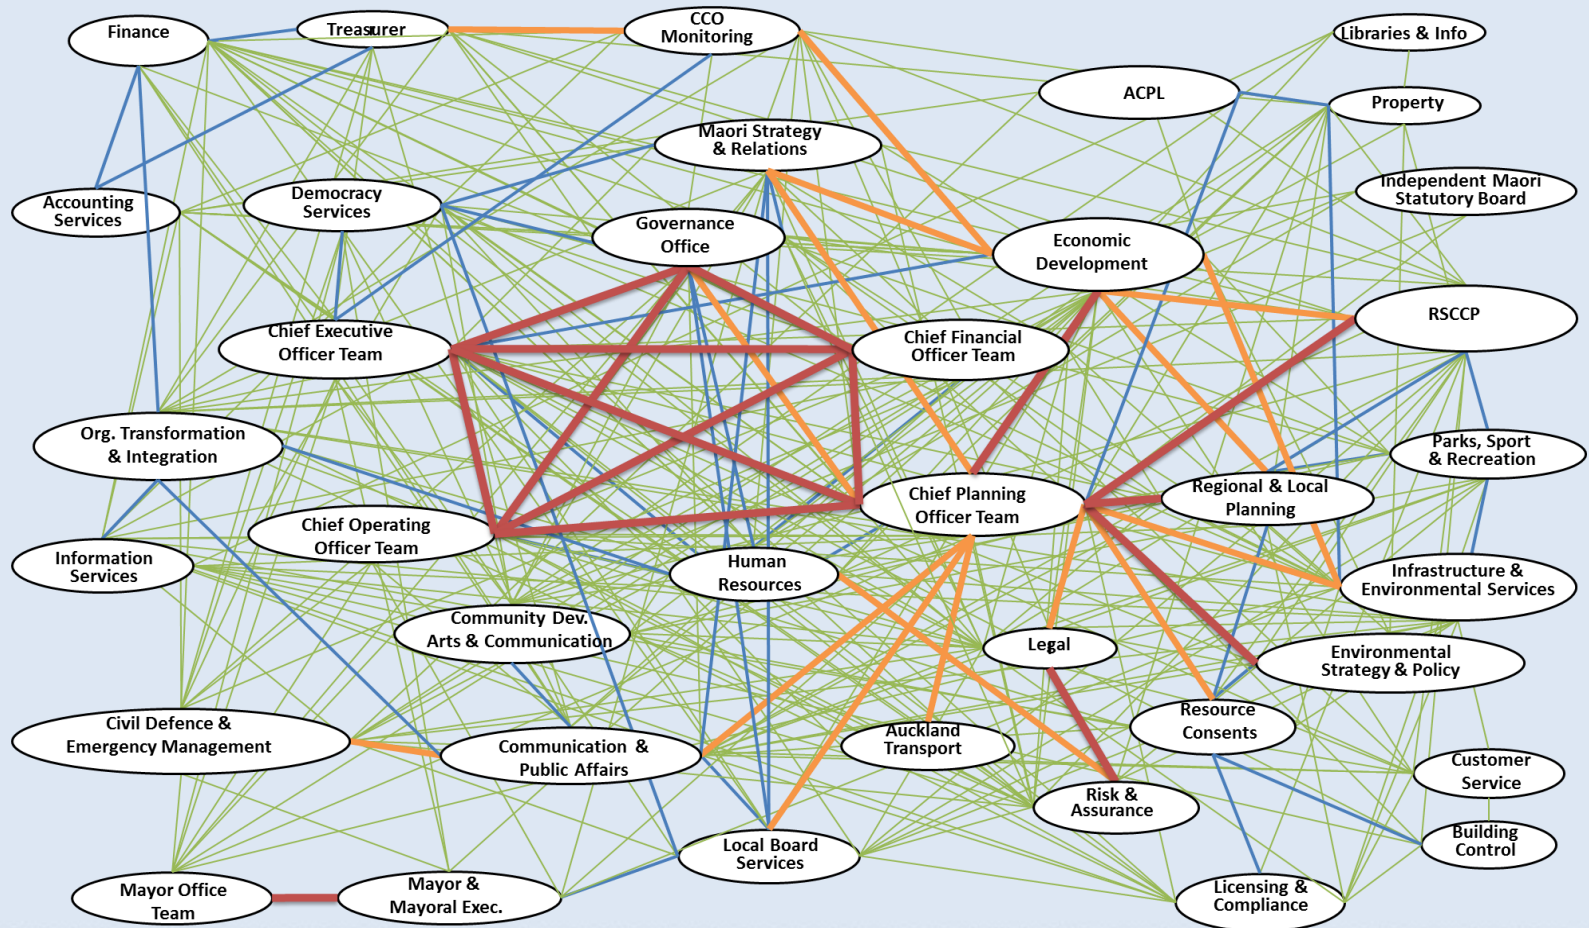 Finance
Treasurer
CCO
Monitoring
Libraries & Info
ACPL
Property
Maori Strategy
& Relations
Independent Maori
Statutory Board
Accounting
Services
Democracy
Services
Governance
Office
Economic
Development
RSCCP
Chief Executive
Officer Team
Chief Financial
Officer Team
Org. Transformation
& Integration
Parks, Sport
& Recreation
Chief Planning
Officer Team
Regional & Local
Planning
Chief Operating
Officer Team
Information
Services
Human
Resources
Infrastructure &
Environmental Services
Community Dev.
Arts & Communication
Legal
Environmental
Strategy & Policy
Civil Defence &
Emergency Management
Communication &
Public Affairs
Auckland
Transport
Resource
Consents
Customer
Service
Risk &
Assurance
Building
Control
Local Board
Services
Mayor Office
Team
Mayor &
Mayoral Exec.
Licensing &
Compliance